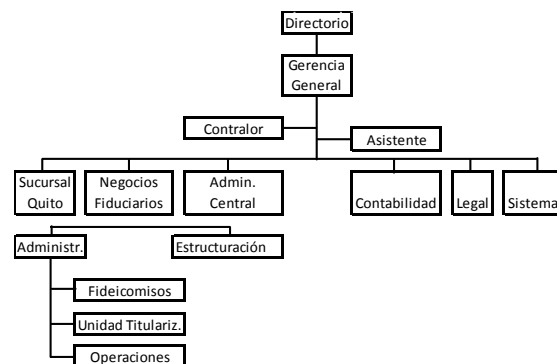 Directorio
Gerencia
General
Contralor
Asistente
Sucursal
Quito
Negocios
Fiduciarios
Admin.
Central
Contabilidad
Legal
Sistema
Administr.
Estructuración
Fideicomisos
Unidad Titulariz.
Operaciones